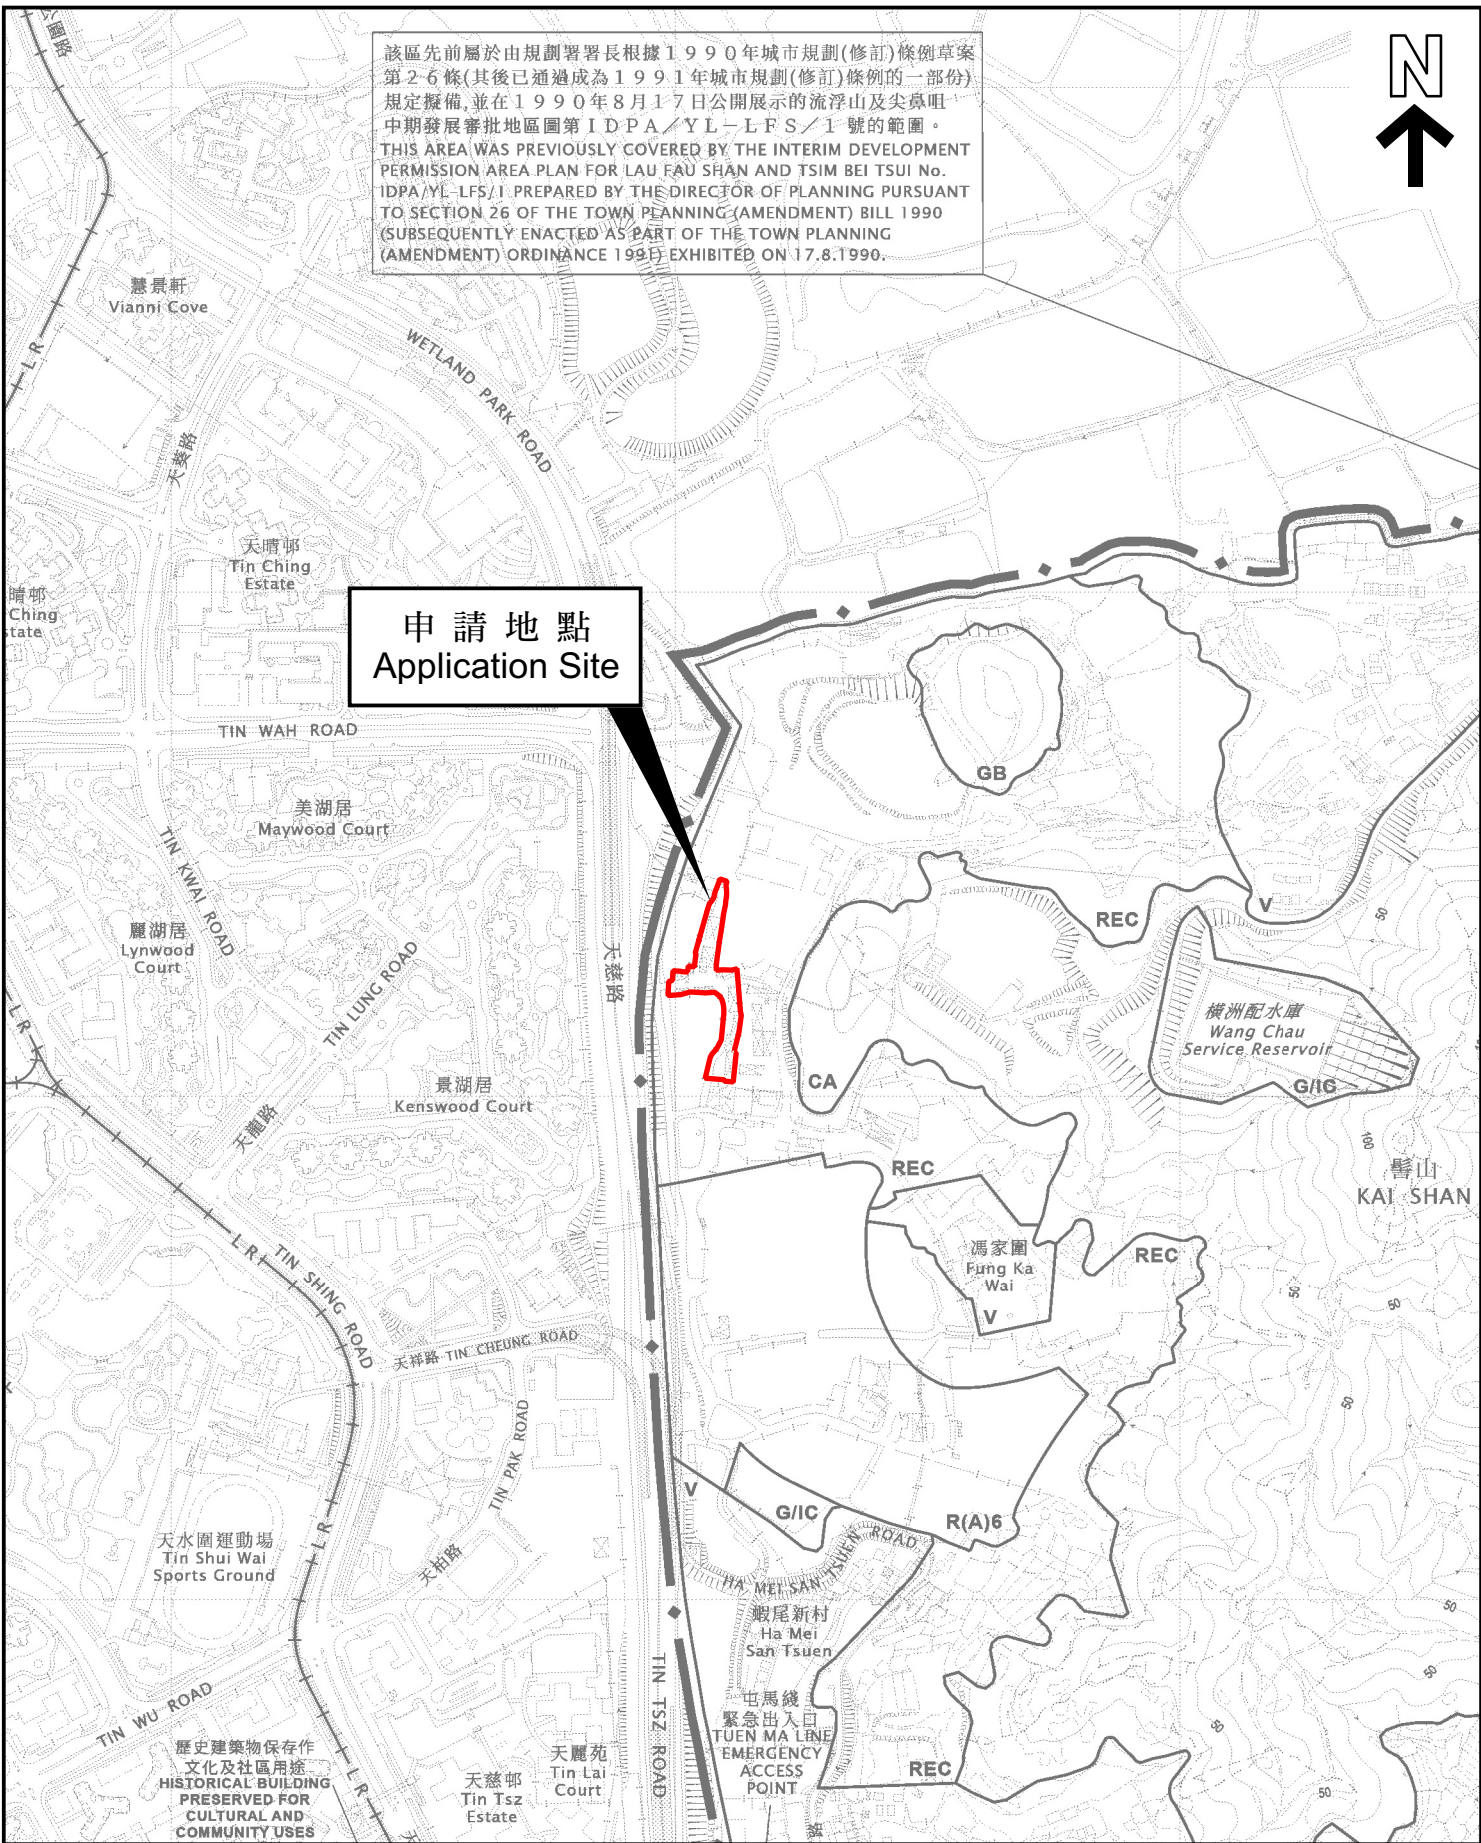 公園路
該區先前屬於由規劃署署長根據1990年城市規劃(修訂)條例草案
第26條(其後已通過成為1991年城市規劃(修訂)條例的一部份)
規定擬備,並在1990年8月17日公開展示的流浮山及尖鼻咀
中期發展審批地區圖第IDPA/YL-LFS/1 號的範圍。
THIS AREA WAS PREVIOUSLY COVERED BY THE INTERIM DEVELOPMENT
PERMISSION AREA PLAN FOR LAU FAU SHAN AND TSIM BEI TSUI No.
IDPA/YL-LFS/1 PREPARED BY THE DIRECTOR OF PLANNING PURSUANT
TO SECTION 26 OF THE TOWN PLANNING (AMENDMENT) BILL 1990
(SUBSEQUENTLY ENACTED AS PART OF THE TOWN PLANNING
(AMENDMENT) ORDINANCE 1991) EXHIBITED ON 17.8.1990.
N
慧景軒
Vianni Cove
L R
WETLAND PARK ROAD
天葵路
天晴邨
Tin Ching
Estate
晴邨
Ching
state
申請地點
Application Site
TIN WAH ROAD
GB
美湖居
Maywood Court
TIN KWAI ROAD
麗湖居
Lynwood
Court
TIN LUNG ROAD
天慈路
REC
V
50
橫洲配水庫
Wang Chau
Service Reservoir
G/IC
L R
CA
景湖居
Kenswood Court
天龍路
100
髻山
KAI SHAN
REC
馮家圍
Fung Ka
Wai
V
REC
50
50
L R
TIN SHING ROAD
天祥路 TIN CHEUNG ROAD
50
TIN PAK ROAD
V
G/IC
R(A)6
HA MEI SAN TSUEN ROAD
天水圍運動場
Tin Shui Wai
Sports Ground
L R
天柏路
蝦尾新村
Ha Mei
San Tsuen
50
50
50
TIN TSZ ROAD
TIN WU ROAD
屯馬綫
緊急出入口
TUEN MA LINE
EMERGENCY
ACCESS
POINT
REC
50
歷史建築物保存作
文化及社區用途
HISTORICAL BUILDING
PRESERVED FOR
CULTURAL AND
COMMUNITY USES
L R
天慈邨
Tin Tsz
Estate
天麗苑
Tin Lai
Court